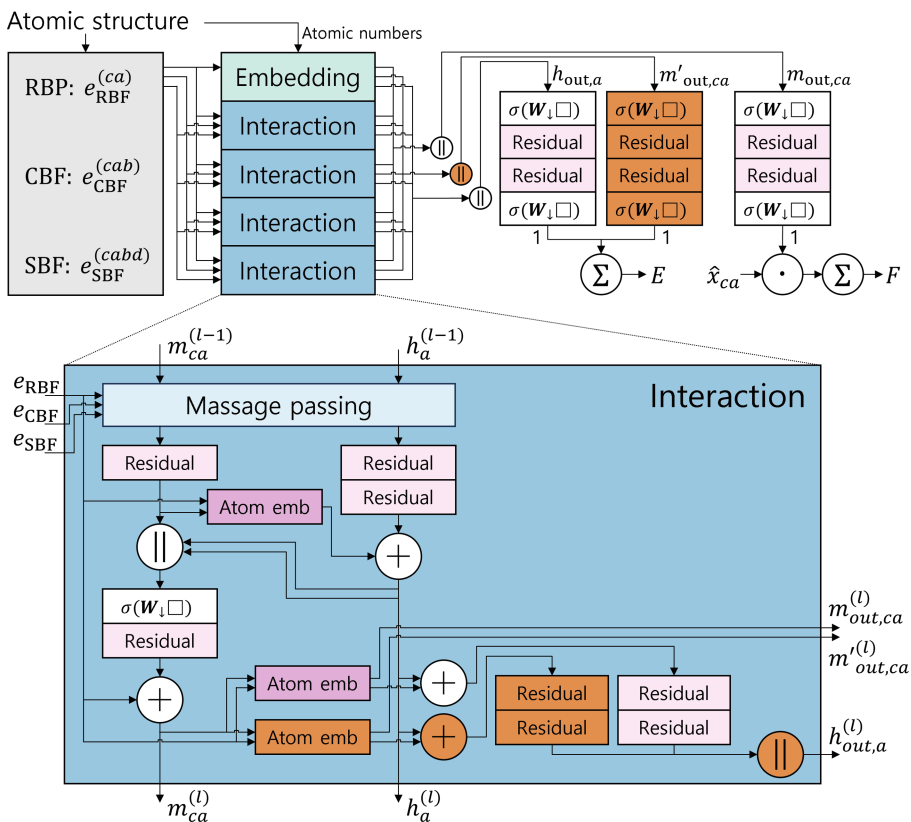 Atomic structure
Atomic numbers
RBP: e_RBF^(ca)
CBF: e_CBF^(cab)
SBF: e_SBF^(cabd)
Embedding
Interaction
Interaction
Interaction
Interaction
||
||
||
h_out,a
m'_out,ca
m_out,ca
σ(W↓□)
Residual
Residual
σ(W↓□)
σ(W↓□)
Residual
Residual
σ(W↓□)
σ(W↓□)
Residual
Residual
σ(W↓□)
1
1
1
Σ
E
x̂_ca
·
Σ
F
m_ca^(l-1)
h_a^(l-1)
Interaction
e_RBF
e_CBF
e_SBF
Massage passing
Residual
Residual
Residual
Atom emb
||
+
σ(W↓□)
Residual
+
Atom emb
+
Atom emb
+
Residual
Residual
Residual
Residual
||
m_out,ca^(l)
m'_out,ca^(l)
h_out,a^(l)
m_ca^(l)
h_a^(l)